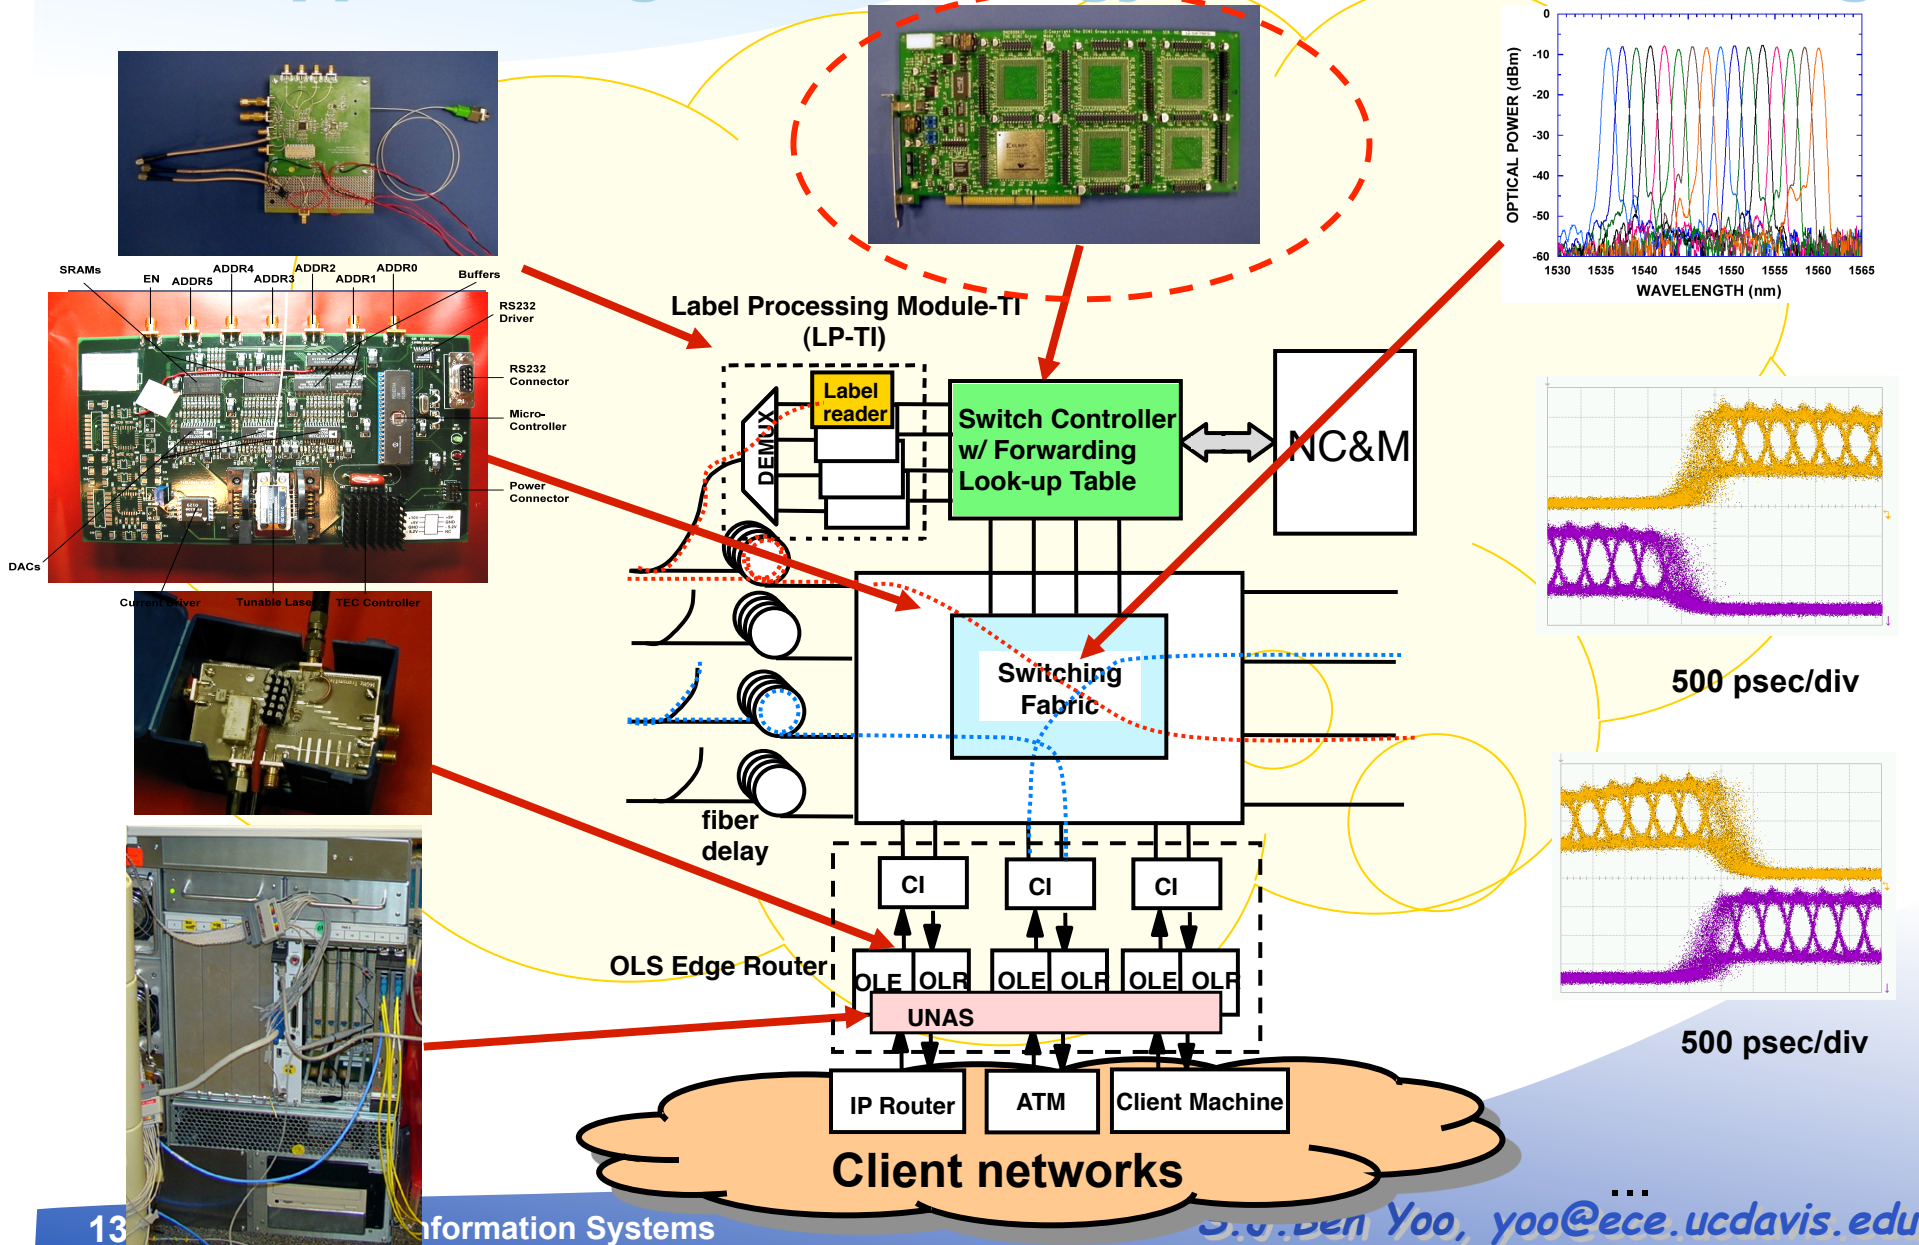 0
-10
-20
-30
-40
-50
-60
OPTICAL POWER (dBm)
1530 1535 1540 1545 1550 1555 1560 1565
WAVELENGTH (nm)
SRAMs
EN
ADDR5
ADDR4
ADDR3
ADDR2
ADDR1
ADDR0
Buffers
RS232
Driver
RS232
Connector
Micro-
Controller
Power
Connector
DACs
Current Driver
Tunable Laser
TEC Controller
Label Processing Module-TI
(LP-TI)
DEMUX
Label
reader
Switch Controller
w/ Forwarding
Look-up Table
NC&M
Switching
Fabric
fiber
delay
500 psec/div
500 psec/div
CI
CI
CI
OLS Edge Router
OLE OLR
OLE OLR
OLE OLR
UNAS
IP Router
ATM
Client Machine
Client networks
...
13
nformation Systems
S.J.Ben Yoo, yoo@ece.ucdavis.edu